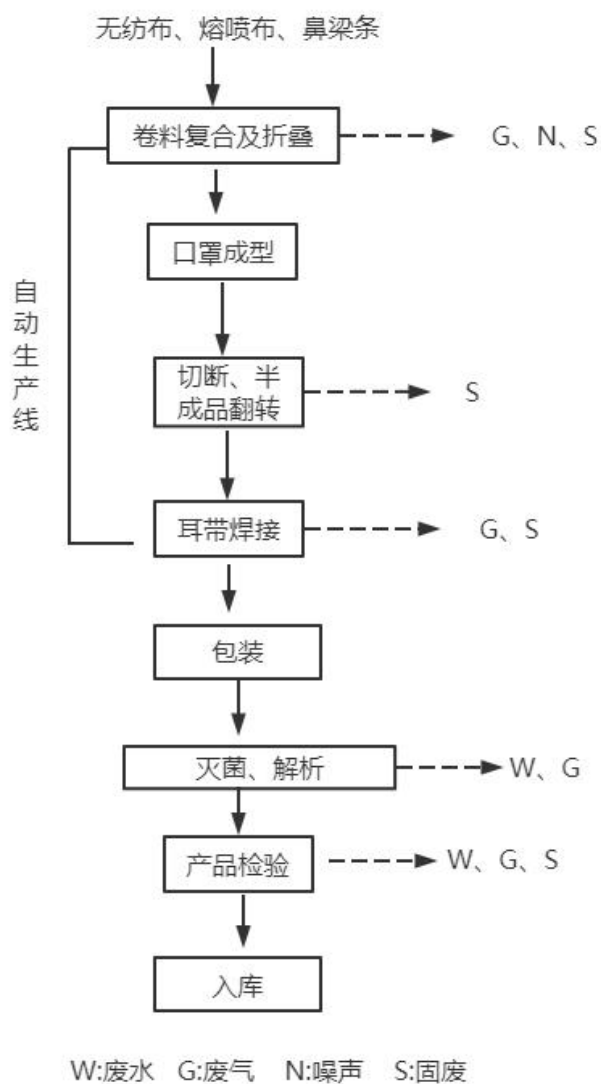 无纺布、熔喷布、鼻梁条
卷料复合及折叠
G、N、S
口罩成型
自动生产线
切断、半
成品翻转
S
耳带焊接
G、S
包装
灭菌、解析
W、G
产品检验
W、G、S
入库
W:废水 G:废气 N:噪声 S:固废